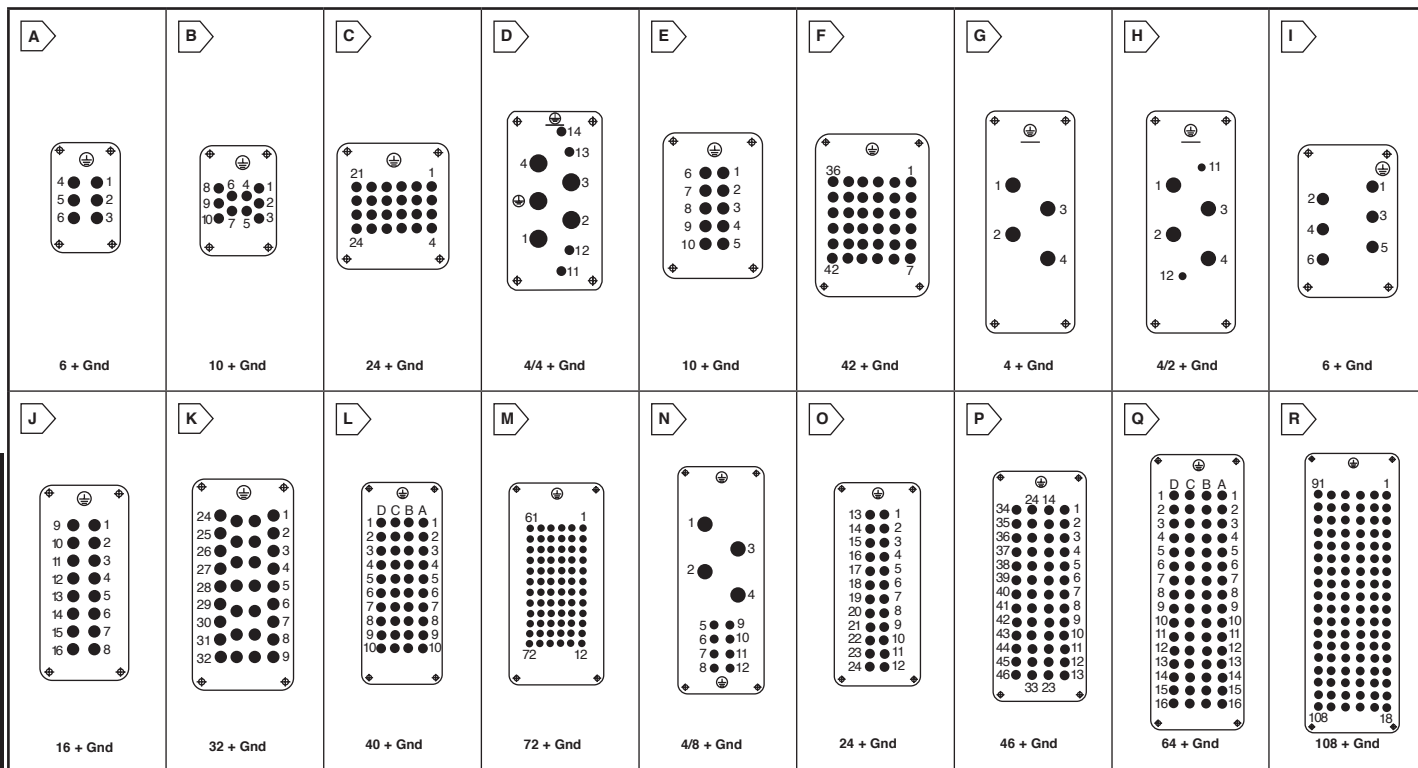 A
4 1
5 2
6 3
6 + Gnd
B
8 6 4 1
9 2
10 7 5 3
10 + Gnd
C
21 1
24 4
24 + Gnd
D
14
13
4
3
2
1
12
11
4/4 + Gnd
E
6 1
7 2
8 3
9 4
10 5
10 + Gnd
F
36 1
42 7
42 + Gnd
G
1
3
2
4
4 + Gnd
H
11
1
3
2
4
12
4/2 + Gnd
I
1
2
3
4
5
6
6 + Gnd
J
9 1
10 2
11 3
12 4
13 5
14 6
15 7
16 8
16 + Gnd
K
24 1
25 2
26 3
27 4
28 5
29 6
30 7
31 8
32 9
32 + Gnd
L
D C B A
1 1
2 2
3 3
4 4
5 5
6 6
7 7
8 8
9 9
10 10
40 + Gnd
M
61 1
72 12
72 + Gnd
N
1
3
2
4
5 9
6 10
7 11
8 12
4/8 + Gnd
O
13 1
14 2
15 3
16 4
17 5
18 6
19 7
20 8
21 9
22 10
23 11
24 12
24 + Gnd
P
24 14
34 1
35 2
36 3
37 4
38 5
39 6
40 7
41 8
42 9
43 10
44 11
45 12
46 13
33 23
46 + Gnd
Q
D C B A
1 1
2 2
3 3
4 4
5 5
6 6
7 7
8 8
9 9
10 10
11 11
12 12
13 13
14 14
15 15
16 16
64 + Gnd
R
91 1
108 18
108 + Gnd